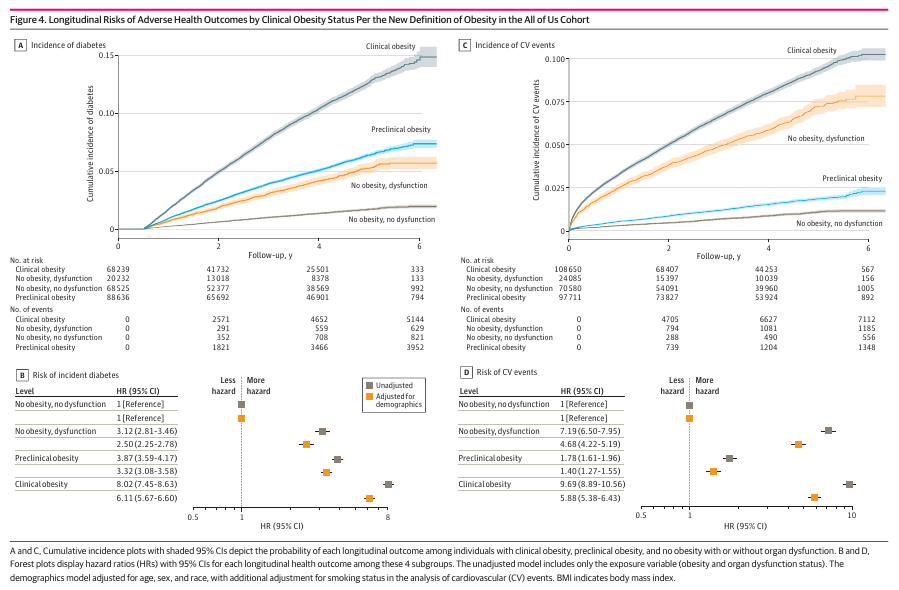 Figure 4. Longitudinal Risks of Adverse Health Outcomes by Clinical Obesity Status Per the New Definition of Obesity in the All of Us Cohort
A Incidence of diabetes
Cumulative incidence of diabetes
0.15
0.10
0.05
0
Clinical obesity
Preclinical obesity
No obesity, dysfunction
No obesity, no dysfunction
0 2 4 6
Follow-up, y
No. at risk
Clinical obesity 68239 41732 25501 333
No obesity, dysfunction 20232 13018 8378 133
No obesity, no dysfunction 68525 52377 38569 992
Preclinical obesity 88636 65692 46901 794
No. of events
Clinical obesity 0 2571 4652 5144
No obesity, dysfunction 0 291 559 629
No obesity, no dysfunction 0 352 708 821
Preclinical obesity 0 1821 3466 3952
C Incidence of CV events
Cumulative incidence of CV events
0.100
0.075
0.050
0.025
0
Clinical obesity
No obesity, dysfunction
Preclinical obesity
No obesity, no dysfunction
0 2 4 6
Follow-up, y
No. at risk
Clinical obesity 108650 68407 44253 567
No obesity, dysfunction 24085 15397 10039 156
No obesity, no dysfunction 70580 54091 39960 1005
Preclinical obesity 97711 73827 53924 892
No. of events
Clinical obesity 0 4705 6627 7112
No obesity, dysfunction 0 794 1081 1185
No obesity, no dysfunction 0 288 490 556
Preclinical obesity 0 739 1204 1348
B Risk of incident diabetes
Level HR (95% CI)
Less hazard
More hazard
Unadjusted
Adjusted for demographics
No obesity, no dysfunction 1 [Reference]
1 [Reference]
No obesity, dysfunction 3.12 (2.81-3.46)
2.50 (2.25-2.78)
Preclinical obesity 3.87 (3.59-4.17)
3.32 (3.08-3.58)
Clinical obesity 8.02 (7.45-8.63)
6.11 (5.67-6.60)
0.5 1 8
HR (95% CI)
D Risk of CV events
Level HR (95% CI)
Less hazard
More hazard
No obesity, no dysfunction 1 [Reference]
1 [Reference]
No obesity, dysfunction 7.19 (6.50-7.95)
4.68 (4.22-5.19)
Preclinical obesity 1.78 (1.61-1.96)
1.40 (1.27-1.55)
Clinical obesity 9.69 (8.89-10.56)
5.88 (5.38-6.43)
0.5 1 10
HR (95% CI)
A and C, Cumulative incidence plots with shaded 95% CIs depict the probability of each longitudinal outcome among individuals with clinical obesity, preclinical obesity, and no obesity with or without organ dysfunction. B and D,
Forest plots display hazard ratios (HRs) with 95% CIs for each longitudinal health outcome among these 4 subgroups. The unadjusted model includes only the exposure variable (obesity and organ dysfunction status). The
demographics model adjusted for age, sex, and race, with additional adjustment for smoking status in the analysis of cardiovascular (CV) events. BMI indicates body mass index.